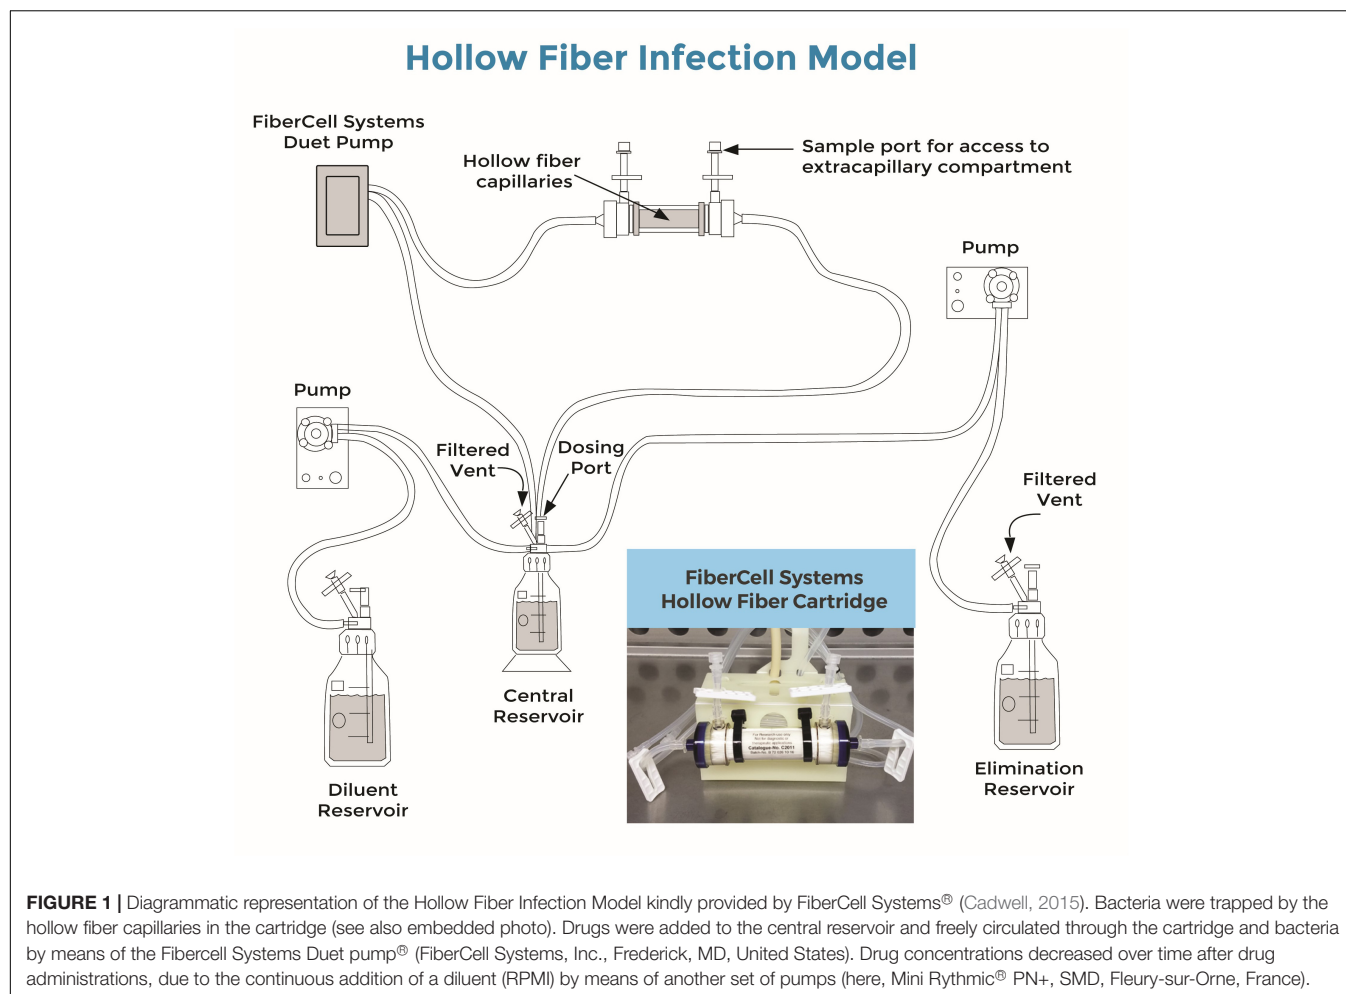 Hollow Fiber Infection Model
FiberCell Systems
Duet Pump
Hollow fiber
capillaries
Sample port for access to
extracapillary compartment
Pump
Pump
Filtered
Vent
Dosing
Port
Filtered
Vent
FiberCell Systems
Hollow Fiber Cartridge
Catalogue No. C2011
Central
Reservoir
Diluent
Reservoir
Elimination
Reservoir
FIGURE 1 | Diagrammatic representation of the Hollow Fiber Infection Model kindly provided by FiberCell Systems® (Cadwell, 2015). Bacteria were trapped by the
hollow fiber capillaries in the cartridge (see also embedded photo). Drugs were added to the central reservoir and freely circulated through the cartridge and bacteria
by means of the Fibercell Systems Duet pump® (FiberCell Systems, Inc., Frederick, MD, United States). Drug concentrations decreased over time after drug
administrations, due to the continuous addition of a diluent (RPMI) by means of another set of pumps (here, Mini Rythmic® PN+, SMD, Fleury-sur-Orne, France).